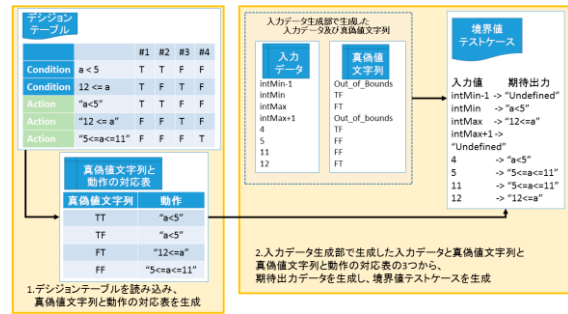 デシジョン
テーブル
#1 #2 #3 #4
Condition a < 5 T T F F
Condition 12 <= a T F T F
Action "a<5" T T F F
Action "12 <= a" F F T F
Action "5<=a<=11" F F F T
真偽値文字列と
動作の対応表
真偽値文字列 動作
TT "a<5"
TF "a<5"
FT "12<=a"
FF "5<=a<=11"
1.デシジョンテーブルを読み込み、
真偽値文字列と動作の対応表を生成
入力データ生成部で生成した
入力データ及び真偽値文字列
入力
データ
intMin-1
intMin
intMax
intMax+1
4
5
11
12
真偽値
文字列
Out_of_Bounds
TF
FT
Out_of_bounds
TF
FF
FF
FT
境界値
テストケース
入力値 期待出力
intMin-1 -> "Undefined"
intMin -> "a<5"
intMax -> "12<=a"
intMax+1 ->
"Undefined"
4 -> "a<5"
5 -> "5<=a<=11"
11 -> "5<=a<=11"
12 -> "12<=a"
2.入力データ生成部で生成した入力データと真偽値文字列と
真偽値文字列と動作の対応表の3つから、
期待出力データを生成し、境界値テストケースを生成